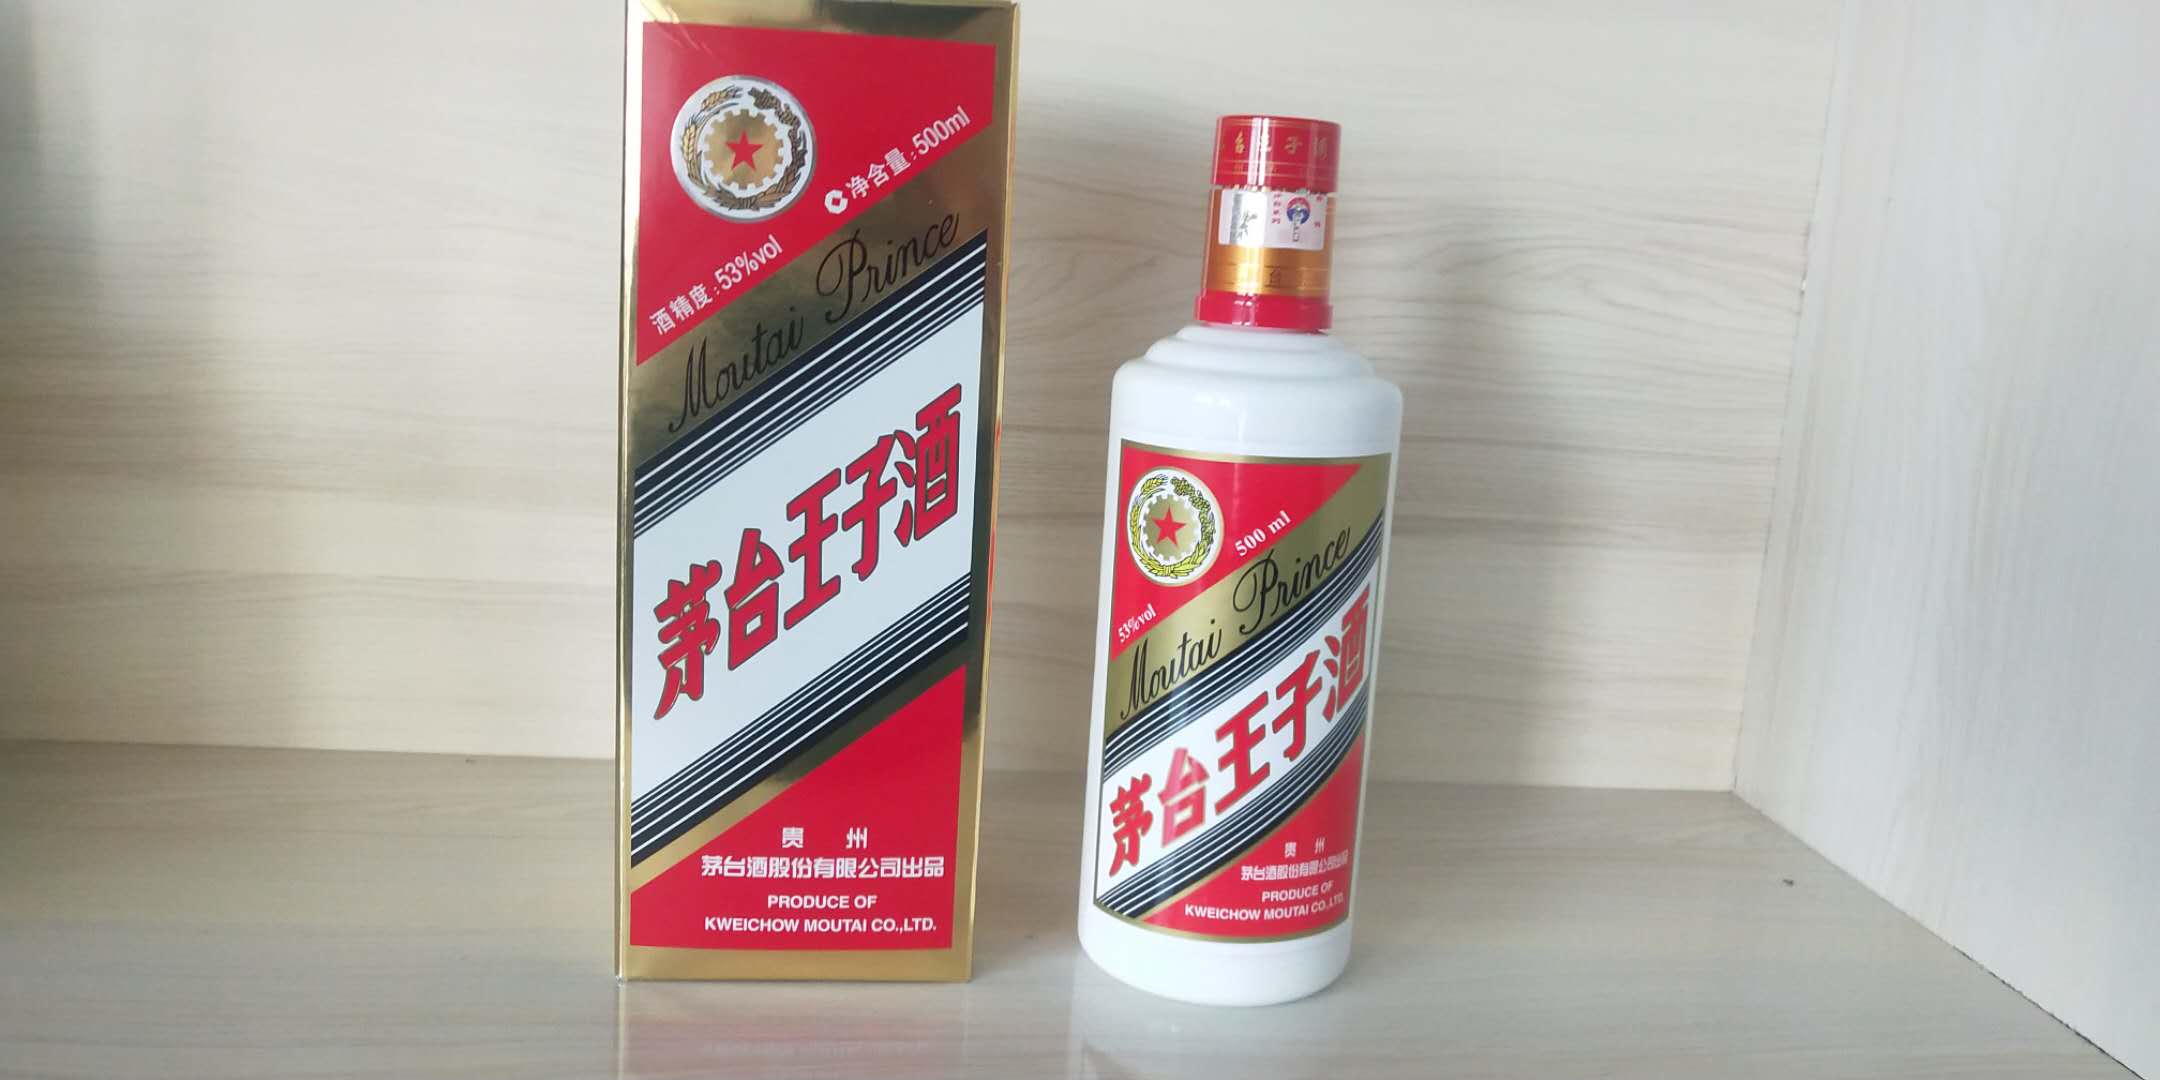 净含量:500ml
酒精度:53%vol
Moutai Prince
茅台王子酒
贵 州
茅台酒股份有限公司出品
PRODUCE OF
KWEICHOW MOUTAI CO.,LTD.
500 ml
53%vol
Moutai Prince
茅台王子酒
贵 州
茅台酒股份有限公司出品
PRODUCE OF
KWEICHOW MOUTAI CO.,LTD.